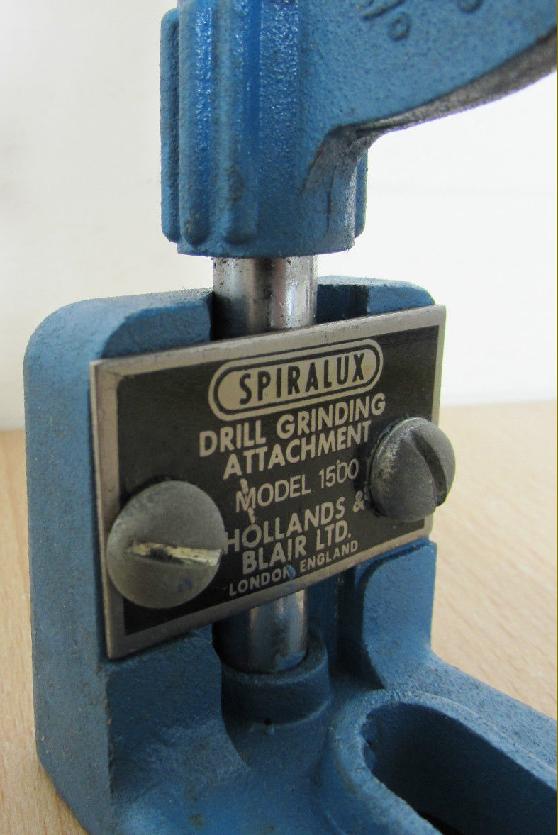 SPIRALUX
DRILL GRINDING
ATTACHMENT
MODEL 1500
HOLLANDS &
BLAIR LTD.
LONDON, ENGLAND